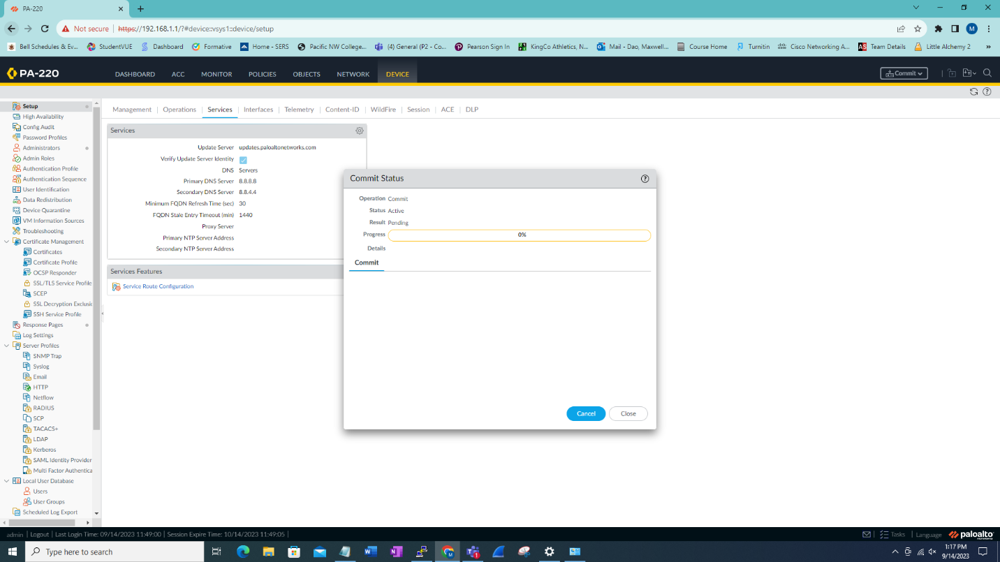 PA-220
Not secure | https://192.168.1.1/?#device::vsys1::device/setup
M
Bell Schedules & Ev...
StudentVUE
Dashboard
Formative
Home - SERS
Pacific NW College...
(4) General (P2 - Co...
Pearson Sign In
KingCo Athletics, N...
Mail - Dao, Maxwell...
Course Home
Turnitin
Cisco Networking A...
AS Team Details
Little Alchemy 2
»
PA-220
DASHBOARD
ACC
MONITOR
POLICIES
OBJECTS
NETWORK
DEVICE
Commit
Setup
High Availability
Config Audit
Password Profiles
Administrators
Admin Roles
Authentication Profile
Authentication Sequence
User Identification
Data Redistribution
Device Quarantine
VM Information Sources
Troubleshooting
Certificate Management
Certificates
Certificate Profile
OCSP Responder
SSL/TLS Service Profile
SCEP
SSL Decryption Exclusio
SSH Service Profile
Response Pages
Log Settings
Server Profiles
SNMP Trap
Syslog
Email
HTTP
Netflow
RADIUS
SCP
TACACS+
LDAP
Kerberos
SAML Identity Provider
Multi Factor Authentica
Local User Database
Users
User Groups
Scheduled Log Export
Management | Operations | Services | Interfaces | Telemetry | Content-ID | WildFire | Session | ACE | DLP
Services
Update Server updates.paloaltonetworks.com
Verify Update Server Identity
DNS Servers
Primary DNS Server 8.8.8.8
Secondary DNS Server 8.8.4.4
Minimum FQDN Refresh Time (sec) 30
FQDN Stale Entry Timeout (min) 1440
Proxy Server
Primary NTP Server Address
Secondary NTP Server Address
Services Features
Service Route Configuration
Commit Status
Operation Commit
Status Active
Result Pending
Progress 0%
Details
Commit
Cancel
Close
admin | Logout | Last Login Time: 09/14/2023 11:49:00 | Session Expire Time: 10/14/2023 11:49:05 |
Tasks | Language
paloalto
NETWORKS
Type here to search
1:17 PM
9/14/2023